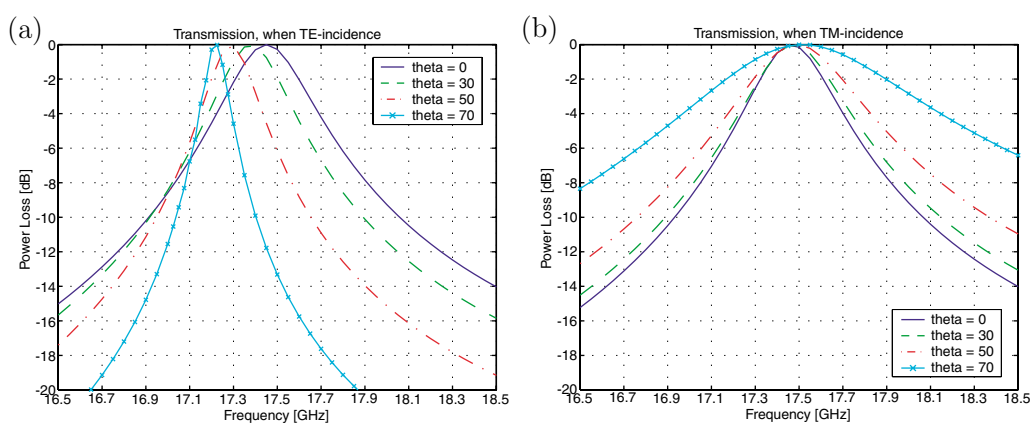 (a)
Transmission, when TE-incidence
0
-2
-4
-6
-8
-10
-12
-14
-16
-18
-20
Power Loss [dB]
theta = 0
theta = 30
theta = 50
theta = 70
16.5 16.7 16.9 17.1 17.3 17.5 17.7 17.9 18.1 18.3 18.5
Frequency [GHz]
(b)
Transmission, when TM-incidence
0
-2
-4
-6
-8
-10
-12
-14
-16
-18
-20
Power Loss [dB]
theta = 0
theta = 30
theta = 50
theta = 70
16.5 16.7 16.9 17.1 17.3 17.5 17.7 17.9 18.1 18.3 18.5
Frequency [GHz]